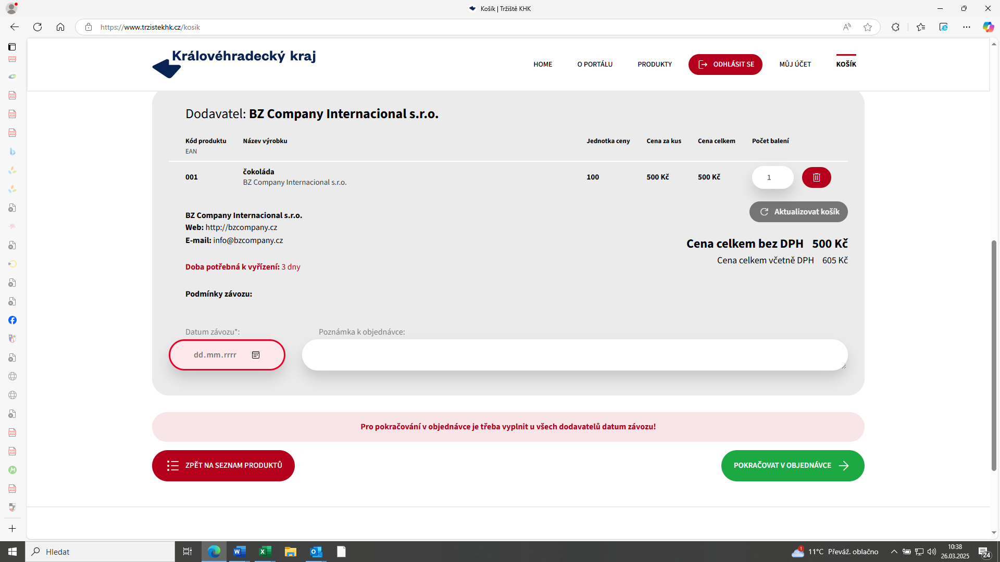 Košík | Tržiště KHK
https://www.trzistekhk.cz/kosik
Královéhradecký kraj
HOME
O PORTÁLU
PRODUKTY
ODHLÁSIT SE
MŮJ ÚČET
KOŠÍK
Dodavatel: BZ Company Internacional s.r.o.
Kód produktu
EAN
Název výrobku
Jednotka ceny
Cena za kus
Cena celkem
Počet balení
001
čokoláda
BZ Company Internacional s.r.o.
100
500 Kč
500 Kč
1
Aktualizovat košík
BZ Company Internacional s.r.o.
Web: http://bzcompany.cz
E-mail: info@bzcompany.cz
Cena celkem bez DPH 500 Kč
Cena celkem včetně DPH 605 Kč
Doba potřebná k vyřízení: 3 dny
Podmínky závozu:
Datum závozu*:
Poznámka k objednávce:
dd.mm.rrrr
Pro pokračování v objednávce je třeba vyplnit u všech dodavatelů datum závozu!
ZPĚT NA SEZNAM PRODUKTŮ
POKRAČOVAT V OBJEDNÁVCE
Hledat
1
11°C Převáž. oblačno
10:38
26.03.2025
24